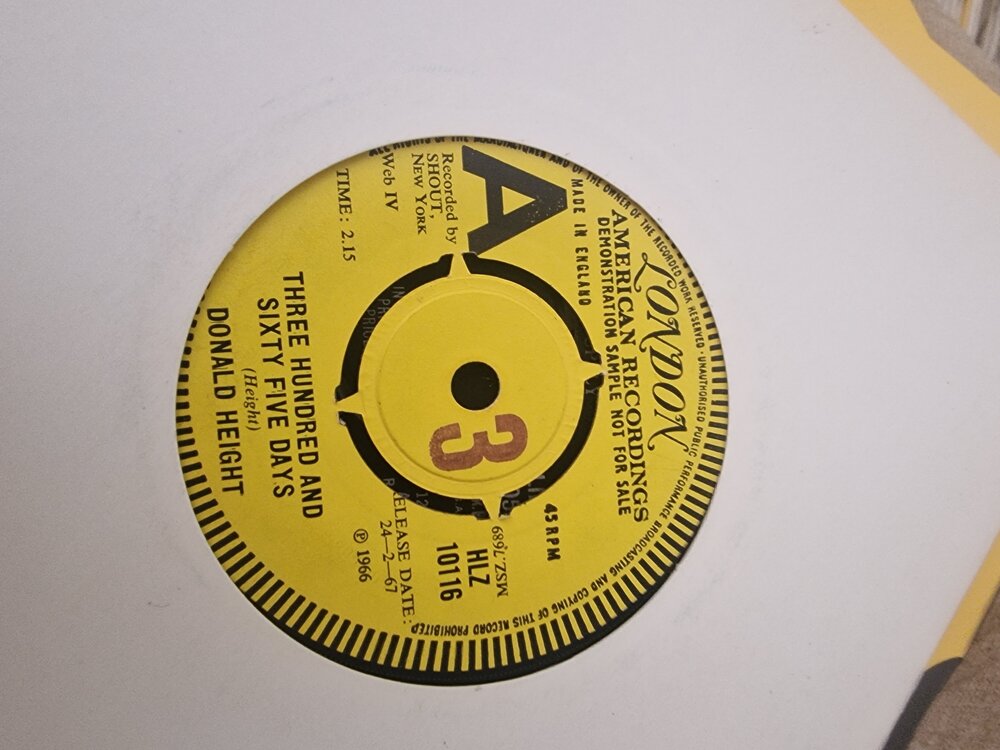 ALL RIGHTS OF THE MANUFACTURER AND OF THE OWNER OF THE RECORDED WORK RESERVED · UNAUTHORISED PUBLIC PERFORMANCE BROADCASTING AND COPYING OF THIS RECORD PROHIBITED
LONDON
AMERICAN RECORDINGS
DEMONSTRATION SAMPLE NOT FOR SALE
MADE IN ENGLAND
45 RPM
A
MSZ.7689
HLZ
10116
3
Recorded by
SHOUT,
NEW YORK
Web IV
RELEASE DATE:
24—2—67
TIME: 2.15
℗ 1966
THREE HUNDRED AND
SIXTY FIVE DAYS
(Height)
DONALD HEIGHT